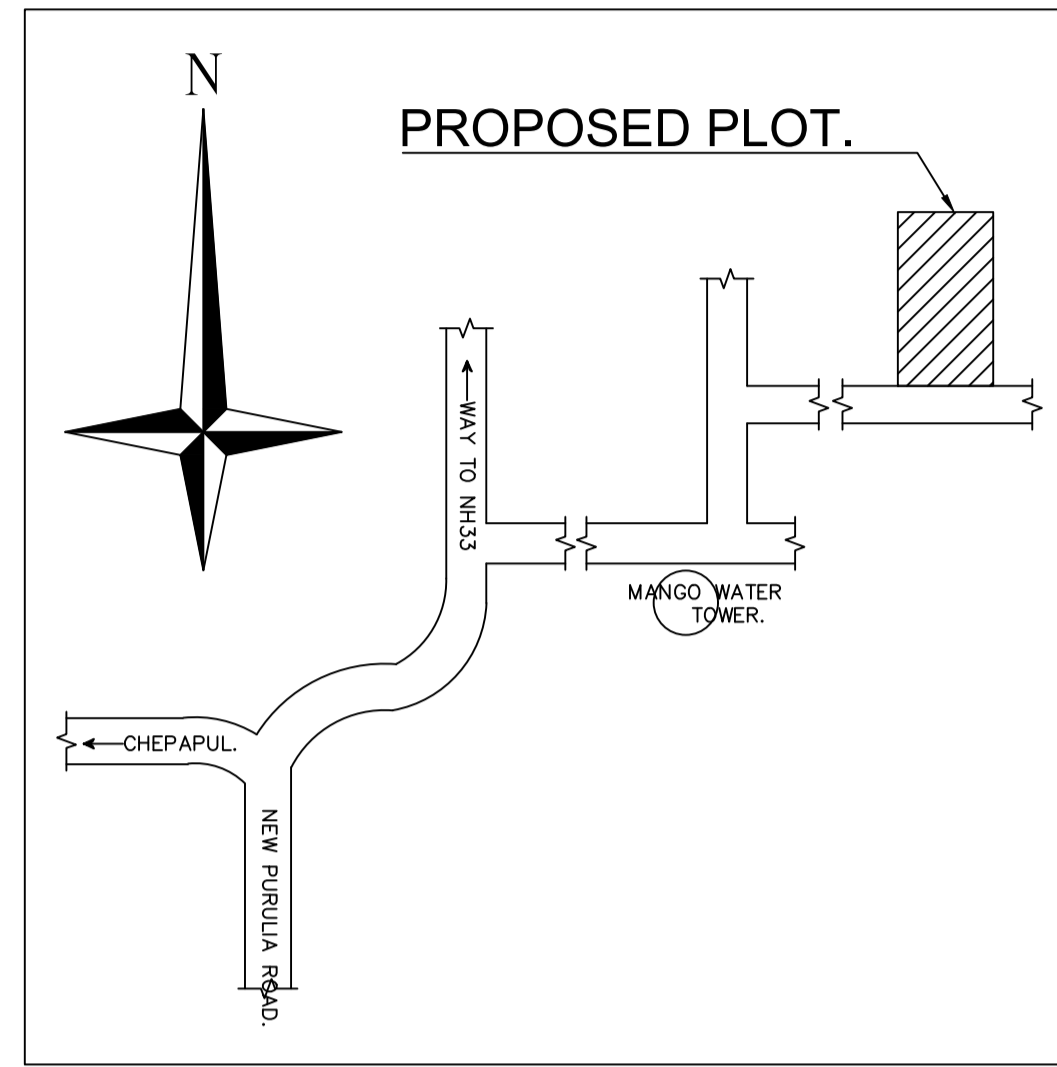 N
PROPOSED PLOT.
WAY TO NH33
MANGO WATER
TOWER.
CHEPAPUL.
NEW PURULIA ROAD.